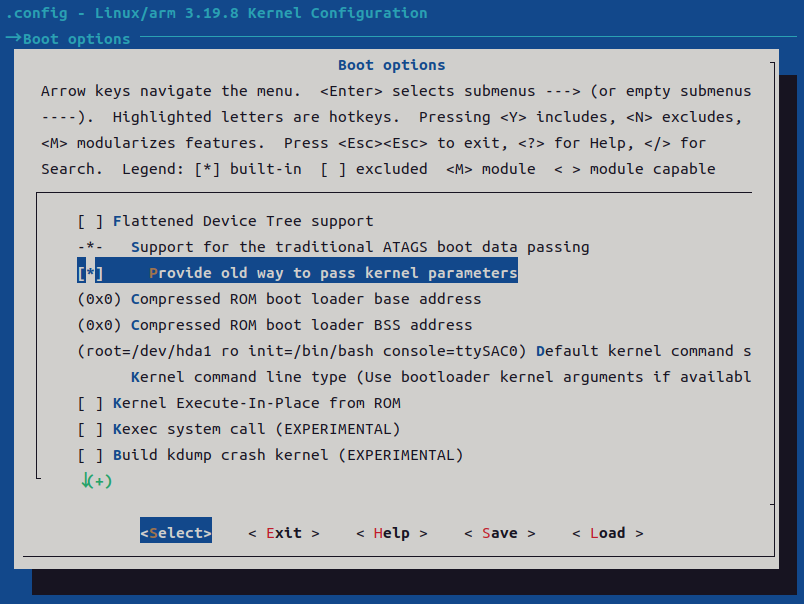 .config - Linux/arm 3.19.8 Kernel Configuration
→Boot options
Boot options
Arrow keys navigate the menu.  <Enter> selects submenus ---> (or empty submenus
----).  Highlighted letters are hotkeys.  Pressing <Y> includes, <N> excludes,
<M> modularizes features.  Press <Esc><Esc> to exit, <?> for Help, </> for
Search.  Legend: [*] built-in  [ ] excluded  <M> module  < > module capable
[ ] Flattened Device Tree support
-*-   Support for the traditional ATAGS boot data passing
[*]     Provide old way to pass kernel parameters
(0x0) Compressed ROM boot loader base address
(0x0) Compressed ROM boot loader BSS address
(root=/dev/hda1 ro init=/bin/bash console=ttySAC0) Default kernel command s
Kernel command line type (Use bootloader kernel arguments if availabl
[ ] Kernel Execute-In-Place from ROM
[ ] Kexec system call (EXPERIMENTAL)
[ ] Build kdump crash kernel (EXPERIMENTAL)
↓(+)
<Select>    < Exit >    < Help >    < Save >    < Load >